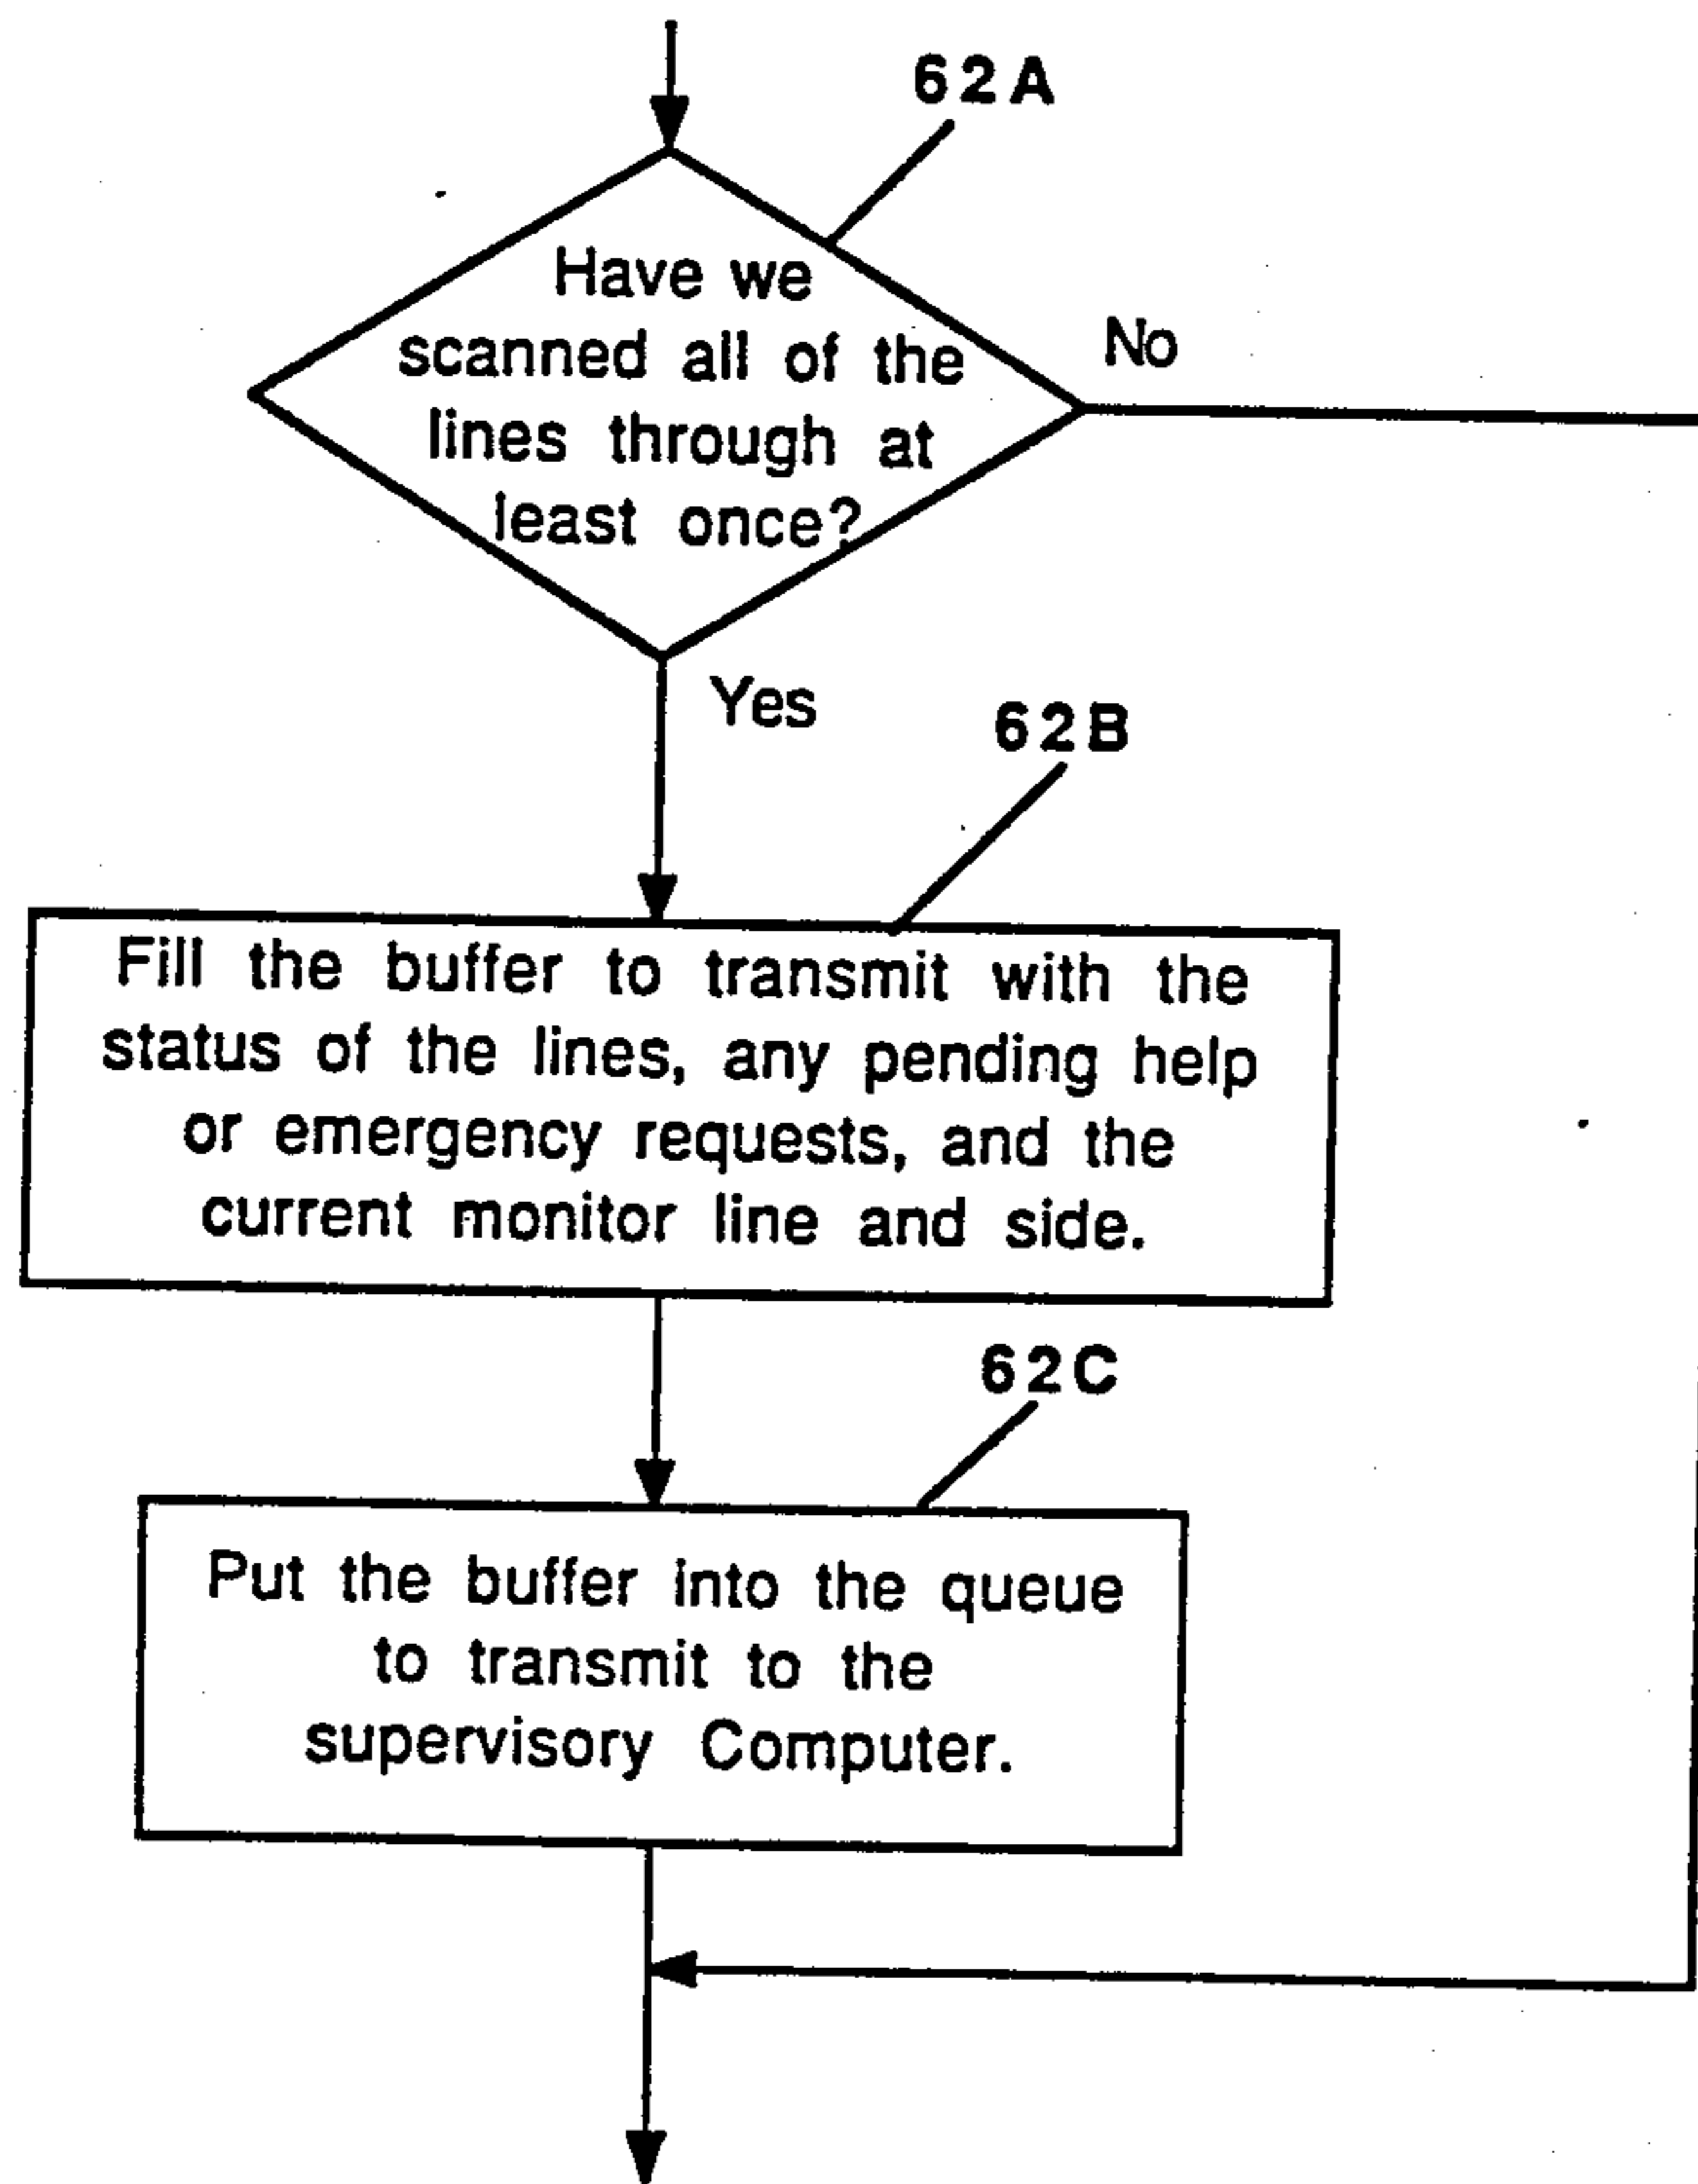 62A
Have we
scanned all of the
lines through at
least once?
No
Yes
62B
Fill the buffer to transmit with the
status of the lines, any pending help
or emergency requests, and the
current monitor line and side.
62C
Put the buffer into the queue
to transmit to the
supervisory Computer.